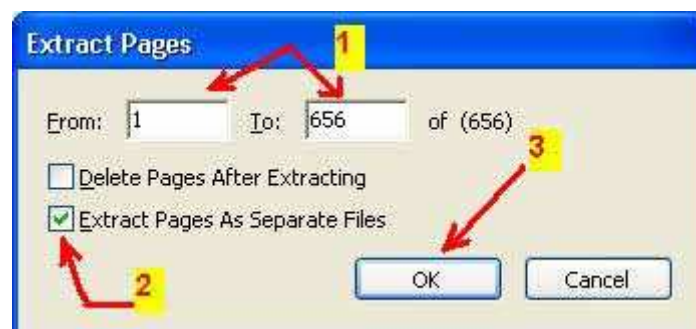 Extract Pages
1
From: 1 To: 656 of (656)
3
Delete Pages After Extracting
Extract Pages As Separate Files
2
OK Cancel